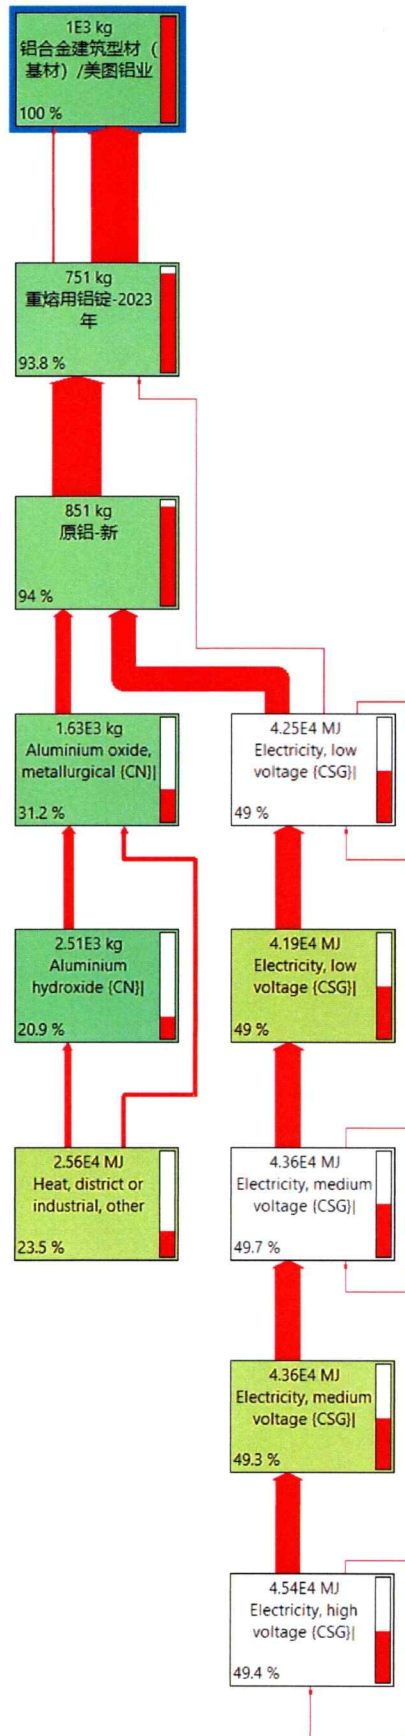 1E3 kg
铝合金建筑型材（
基材）/美图铝业
100 %
751 kg
重熔用铝锭-2023
年
93.8 %
851 kg
原铝-新
94 %
1.63E3 kg
Aluminium oxide,
metallurgical {CN}|
31.2 %
4.25E4 MJ
Electricity, low
voltage {CSG}|
49 %
2.51E3 kg
Aluminium
hydroxide {CN}|
20.9 %
4.19E4 MJ
Electricity, low
voltage {CSG}|
49 %
2.56E4 MJ
Heat, district or
industrial, other
23.5 %
4.36E4 MJ
Electricity, medium
voltage {CSG}|
49.7 %
4.36E4 MJ
Electricity, medium
voltage {CSG}|
49.3 %
4.54E4 MJ
Electricity, high
voltage {CSG}|
49.4 %